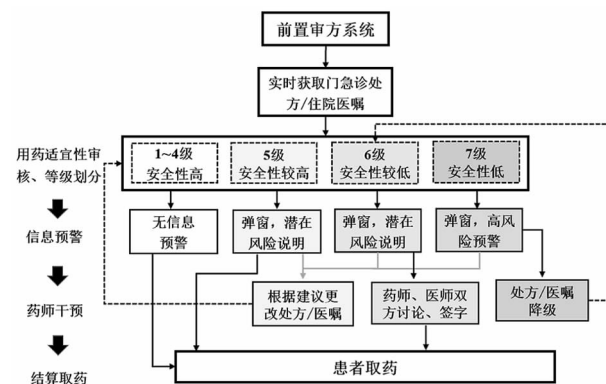 前置审方系统
实时获取门急诊处
方/住院医嘱
用药适宜性审
核、等级划分
1~4级
安全性高
5级
安全性较高
6级
安全性较低
7级
安全性低
信息预警
无信息
预警
弹窗，潜在
风险说明
弹窗，潜在
风险说明
弹窗，高风
险预警
药师干预
根据建议更
改处方/医嘱
药师、医师双
方讨论、签字
处方/医嘱
降级
结算取药
患者取药